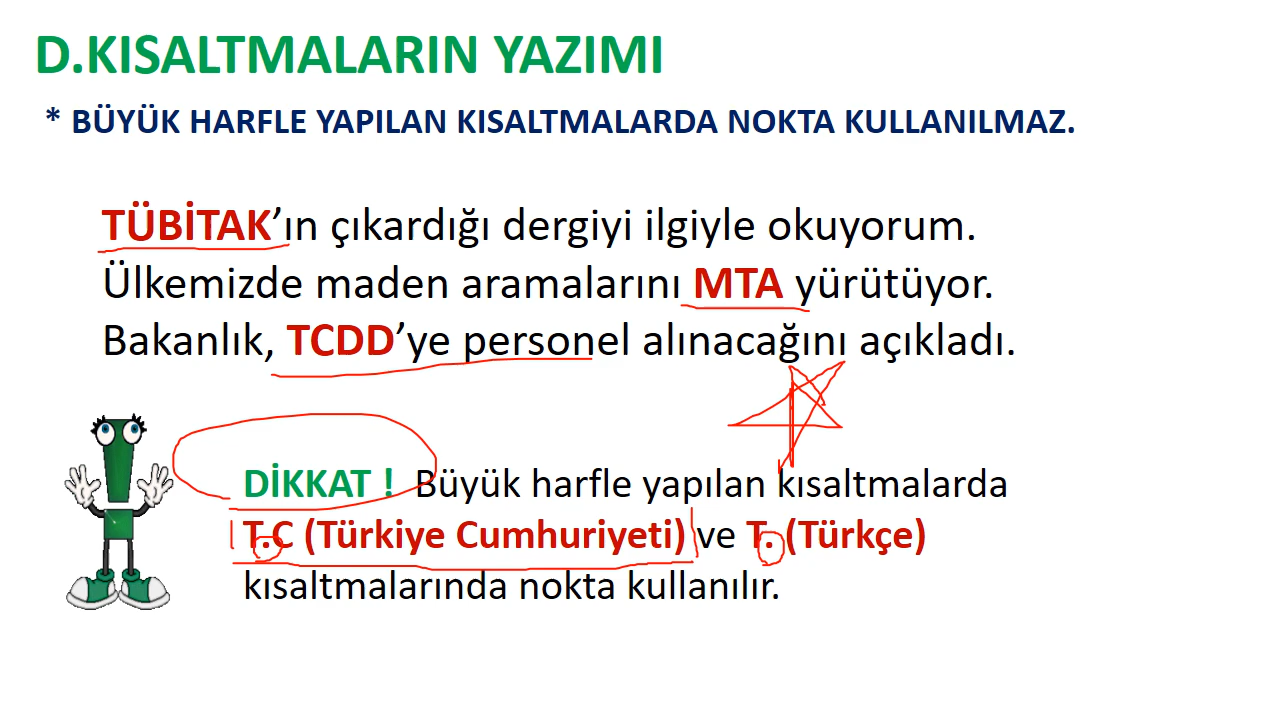 D.KISALTMALARIN YAZIMI
* BÜYÜK HARFLE YAPILAN KISALTMALARDA NOKTA KULLANILMAZ.
TÜBİTAK’ın çıkardığı dergiyi ilgiyle okuyorum.
Ülkemizde maden aramalarını MTA yürütüyor.
Bakanlık, TCDD’ye personel alınacağını açıkladı.
DİKKAT ! Büyük harfle yapılan kısaltmalarda
T.C (Türkiye Cumhuriyeti) ve T. (Türkçe)
kısaltmalarında nokta kullanılır.